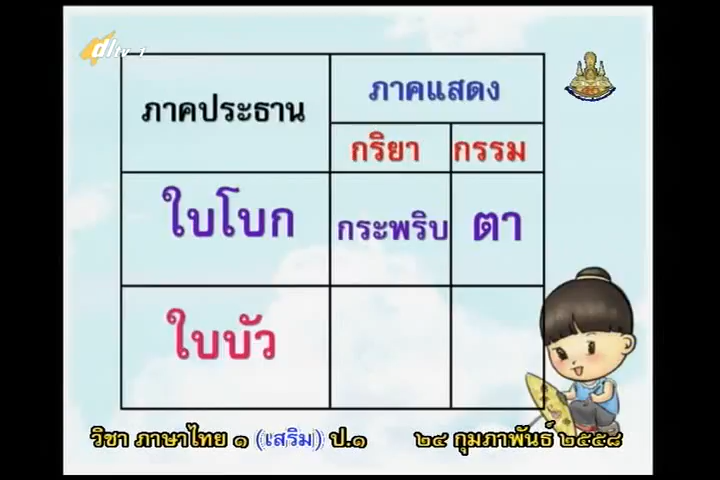 dltv 1
ภาคประธาน
ภาคแสดง
กริยา กรรม
ใบโบก กระพริบ ตา
ใบบัว
วิชา ภาษาไทย ๑ (เสริม) ป.๑ ๒๔ กุมภาพันธ์ ๒๕๕๘